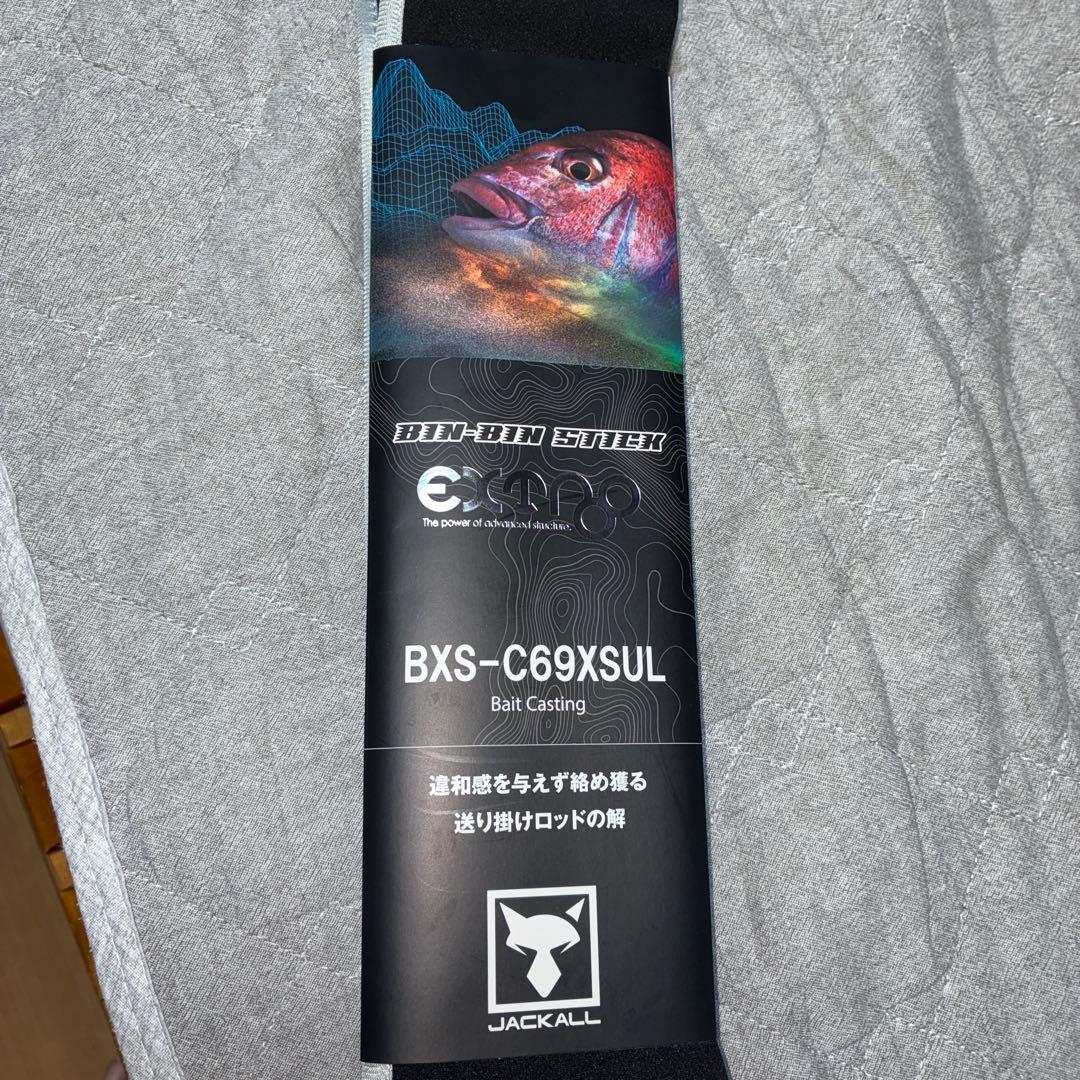 BIN-BIN STICK
EXTRO
The power of advanced structure.
BXS-C69XSUL
Bait Casting
違和感を与えず絡め獲る
送り掛けロッドの解
JACKALL